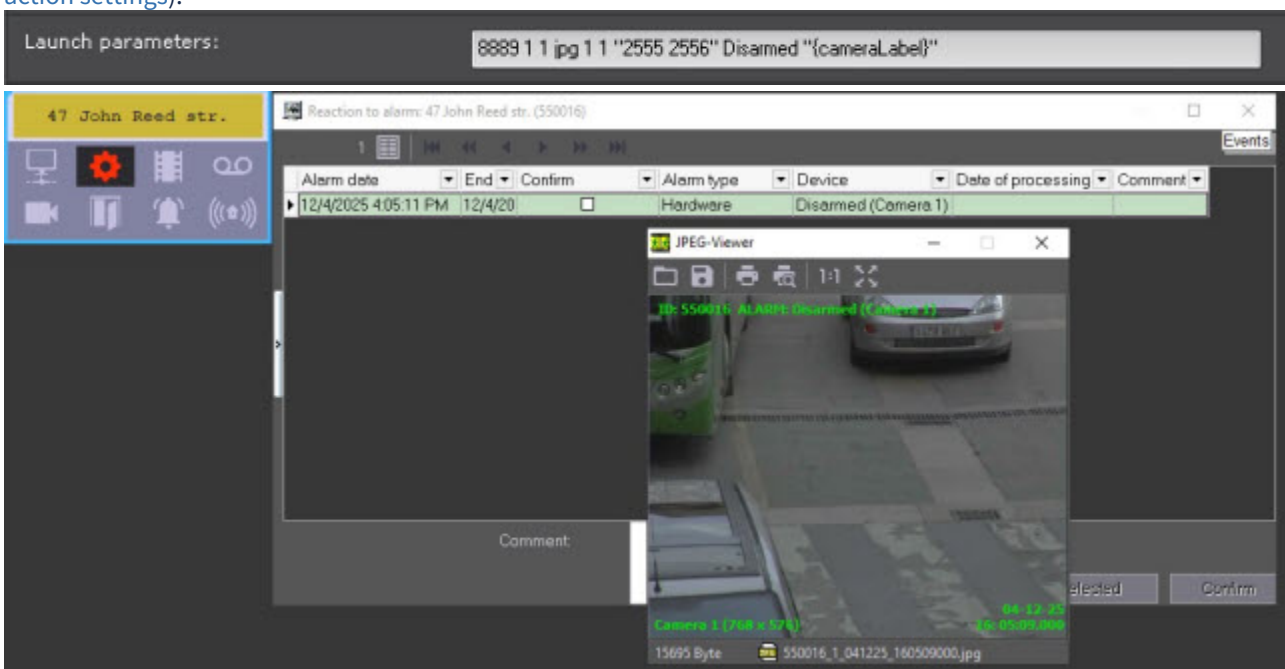 action settings).
Launch parameters:
8889 1 1 jpg 1 1 "2555 2556" Disarmed "{cameraLabel}"
47 John Reed str.
Reaction to alarm: 47 John Reed str. (550016)
1
Events
Alarm date End Confirm Alarm type Device Date of processing Comment
12/4/2025 4:05:11 PM 12/4/20 Hardware Disarmed (Camera 1)
JPEG-Viewer
1:1
ID: 550016 ALARM: Disarmed (Camera 1)
Comment:
elected
Confirm
04-12-25
Camera 1 (768 x 576) 16:05:09.000
15695 Byte 550016_1_041225_160509000.jpg